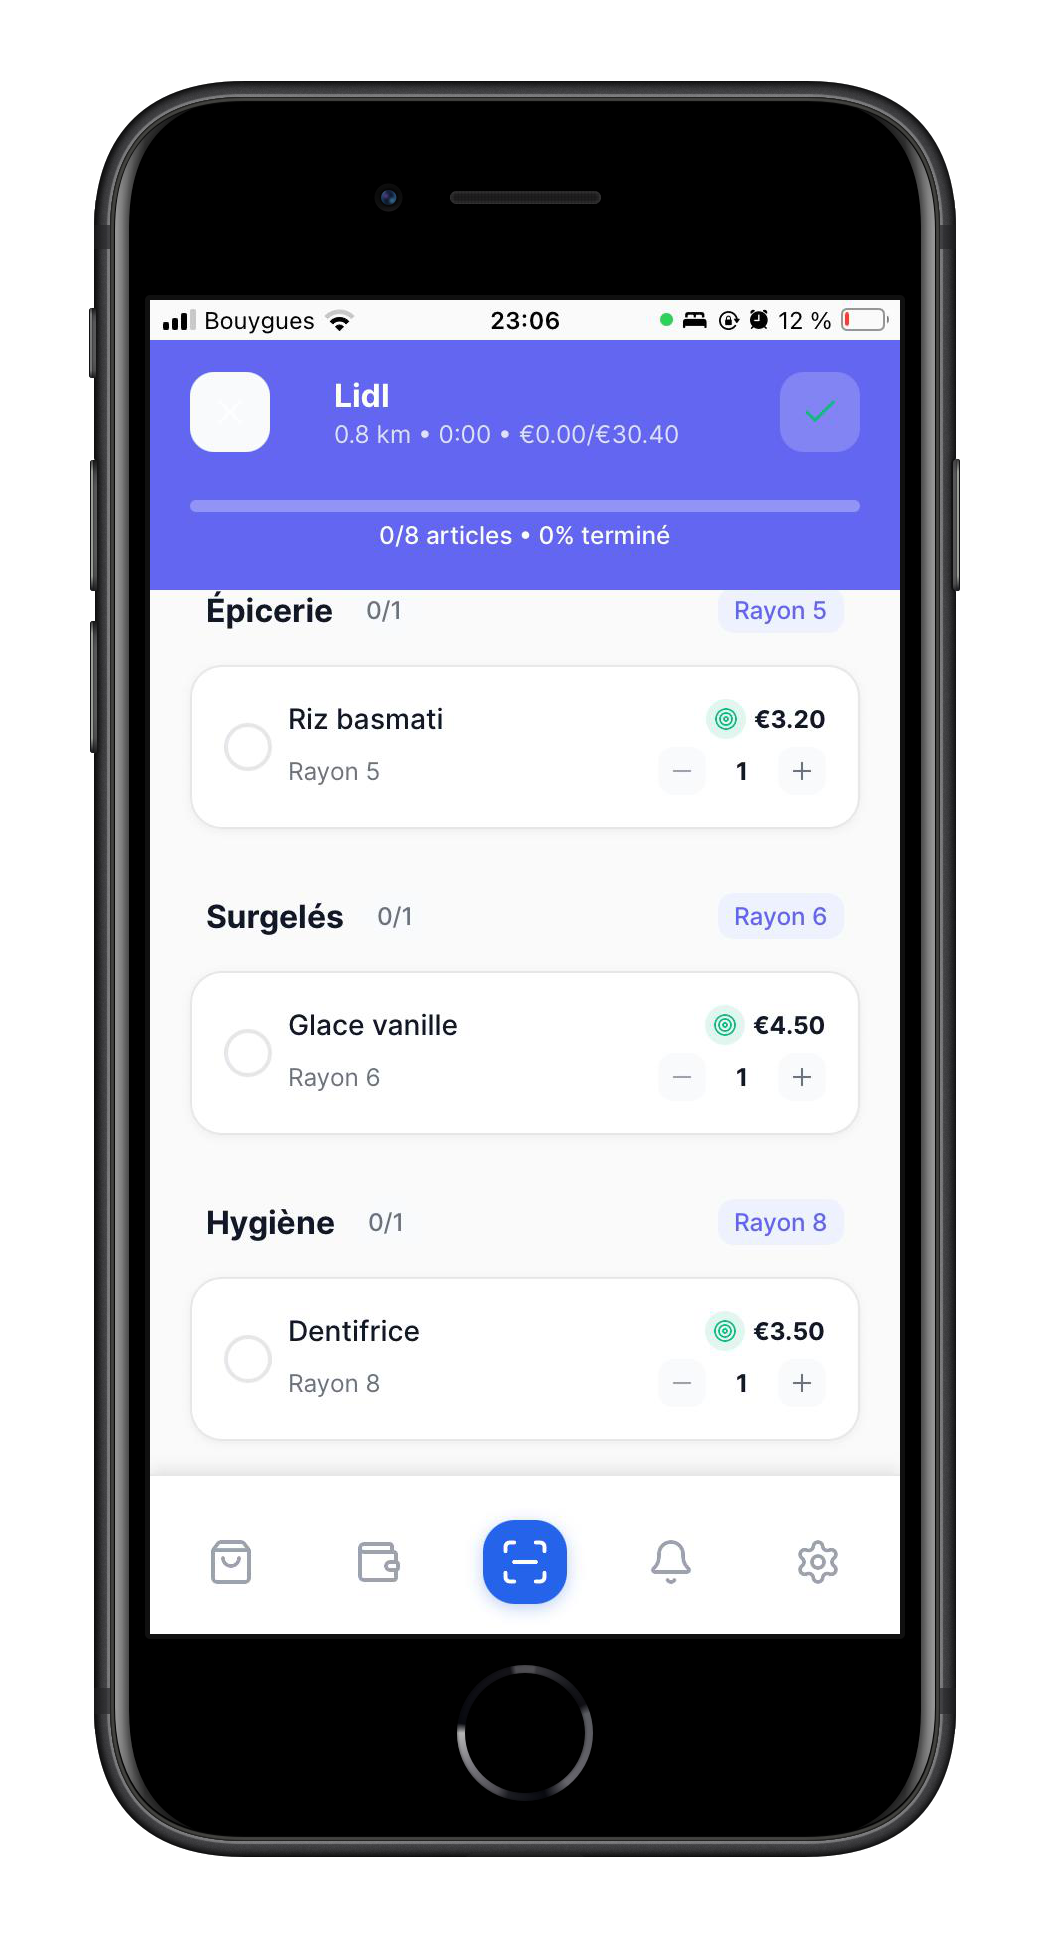 Bouygues 23:06 12 %
Lidl
0.8 km • 0:00 • €0.00/€30.40
0/8 articles • 0% terminé
Épicerie 0/1 Rayon 5
Riz basmati €3.20
Rayon 5 1
Surgelés 0/1 Rayon 6
Glace vanille €4.50
Rayon 6 1
Hygiène 0/1 Rayon 8
Dentifrice €3.50
Rayon 8 1